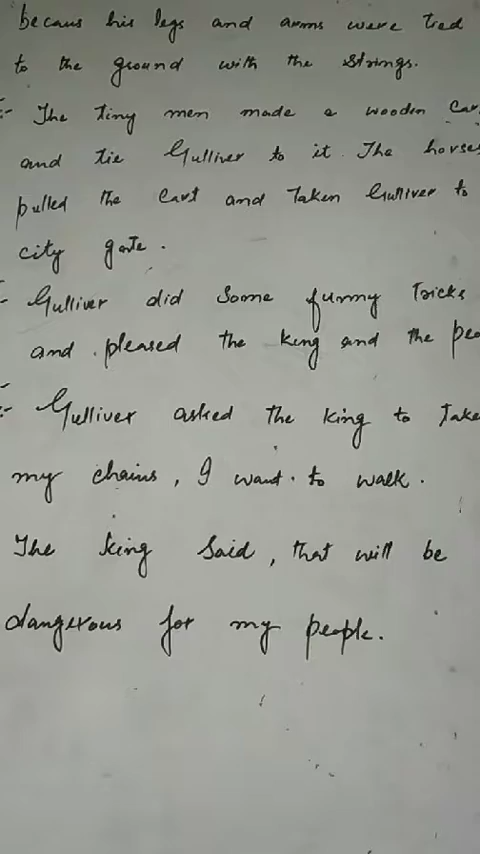 becaus his legs and arms were tied
to the ground with the strings.
:- The tiny men made a wooden Car
and tie Gulliver to it. The horses
pulled the cart and Taken Gulliver to
city gate.
:- Gulliver did Some funny Tricks
and pleased the King and the peo
:- Gulliver asked The King to Take
my chains, I want to walk.
The King Said, that will be
dangerous for my people.